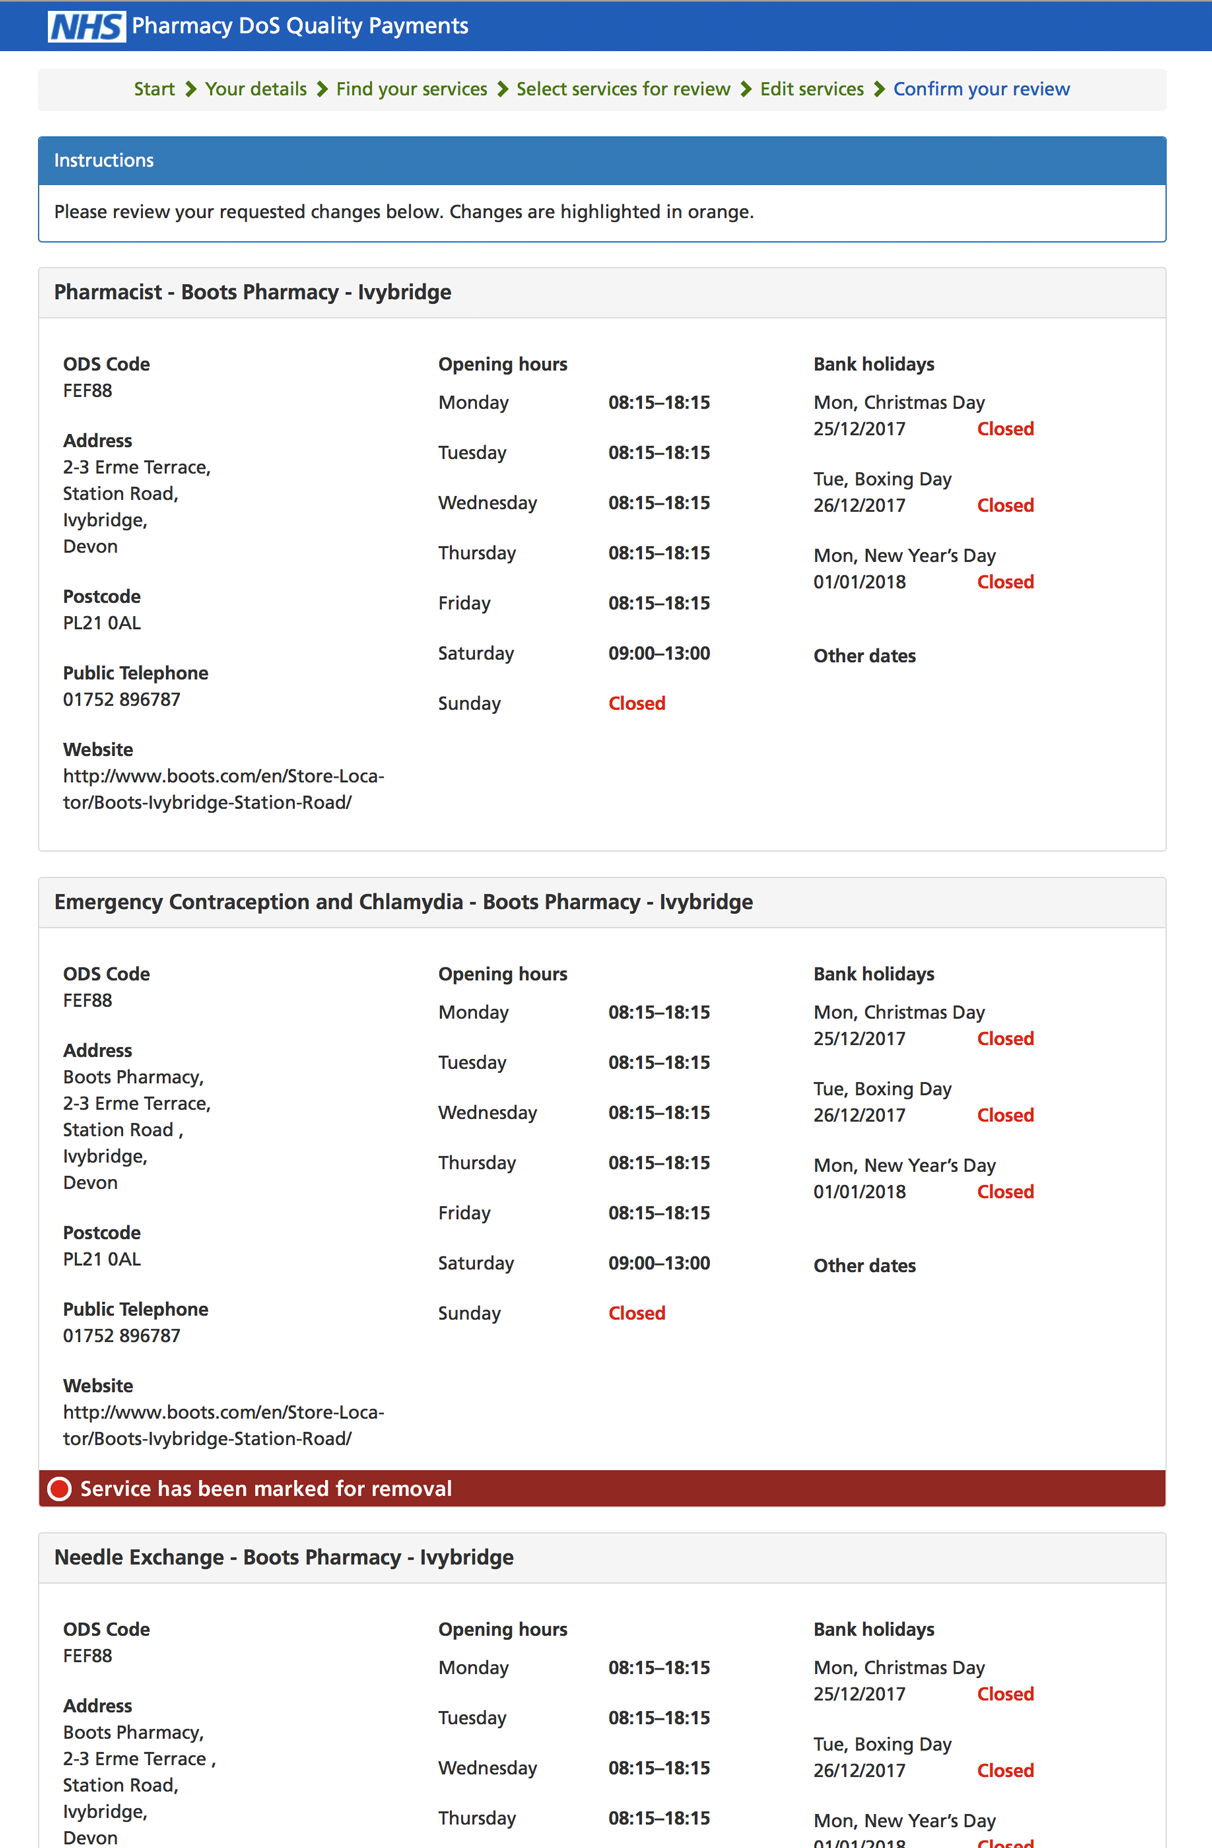 NHS Pharmacy DoS Quality Payments
Start > Your details > Find your services > Select services for review > Edit services > Confirm your review
Instructions
Please review your requested changes below. Changes are highlighted in orange.
Pharmacist - Boots Pharmacy - Ivybridge
ODS Code
FEF88
Address
2-3 Erme Terrace,
Station Road,
Ivybridge,
Devon
Postcode
PL21 0AL
Public Telephone
01752 896787
Website
http://www.boots.com/en/Store-Loca-
tor/Boots-Ivybridge-Station-Road/
Opening hours
Monday 08:15–18:15
Tuesday 08:15–18:15
Wednesday 08:15–18:15
Thursday 08:15–18:15
Friday 08:15–18:15
Saturday 09:00–13:00
Sunday Closed
Bank holidays
Mon, Christmas Day
25/12/2017 Closed
Tue, Boxing Day
26/12/2017 Closed
Mon, New Year’s Day
01/01/2018 Closed
Other dates
Emergency Contraception and Chlamydia - Boots Pharmacy - Ivybridge
ODS Code
FEF88
Address
Boots Pharmacy,
2-3 Erme Terrace,
Station Road ,
Ivybridge,
Devon
Postcode
PL21 0AL
Public Telephone
01752 896787
Website
http://www.boots.com/en/Store-Loca-
tor/Boots-Ivybridge-Station-Road/
Opening hours
Monday 08:15–18:15
Tuesday 08:15–18:15
Wednesday 08:15–18:15
Thursday 08:15–18:15
Friday 08:15–18:15
Saturday 09:00–13:00
Sunday Closed
Bank holidays
Mon, Christmas Day
25/12/2017 Closed
Tue, Boxing Day
26/12/2017 Closed
Mon, New Year’s Day
01/01/2018 Closed
Other dates
Service has been marked for removal
Needle Exchange - Boots Pharmacy - Ivybridge
ODS Code
FEF88
Address
Boots Pharmacy,
2-3 Erme Terrace ,
Station Road,
Ivybridge,
Devon
Opening hours
Monday 08:15–18:15
Tuesday 08:15–18:15
Wednesday 08:15–18:15
Thursday 08:15–18:15
Bank holidays
Mon, Christmas Day
25/12/2017 Closed
Tue, Boxing Day
26/12/2017 Closed
Mon, New Year’s Day
01/01/2018 Closed